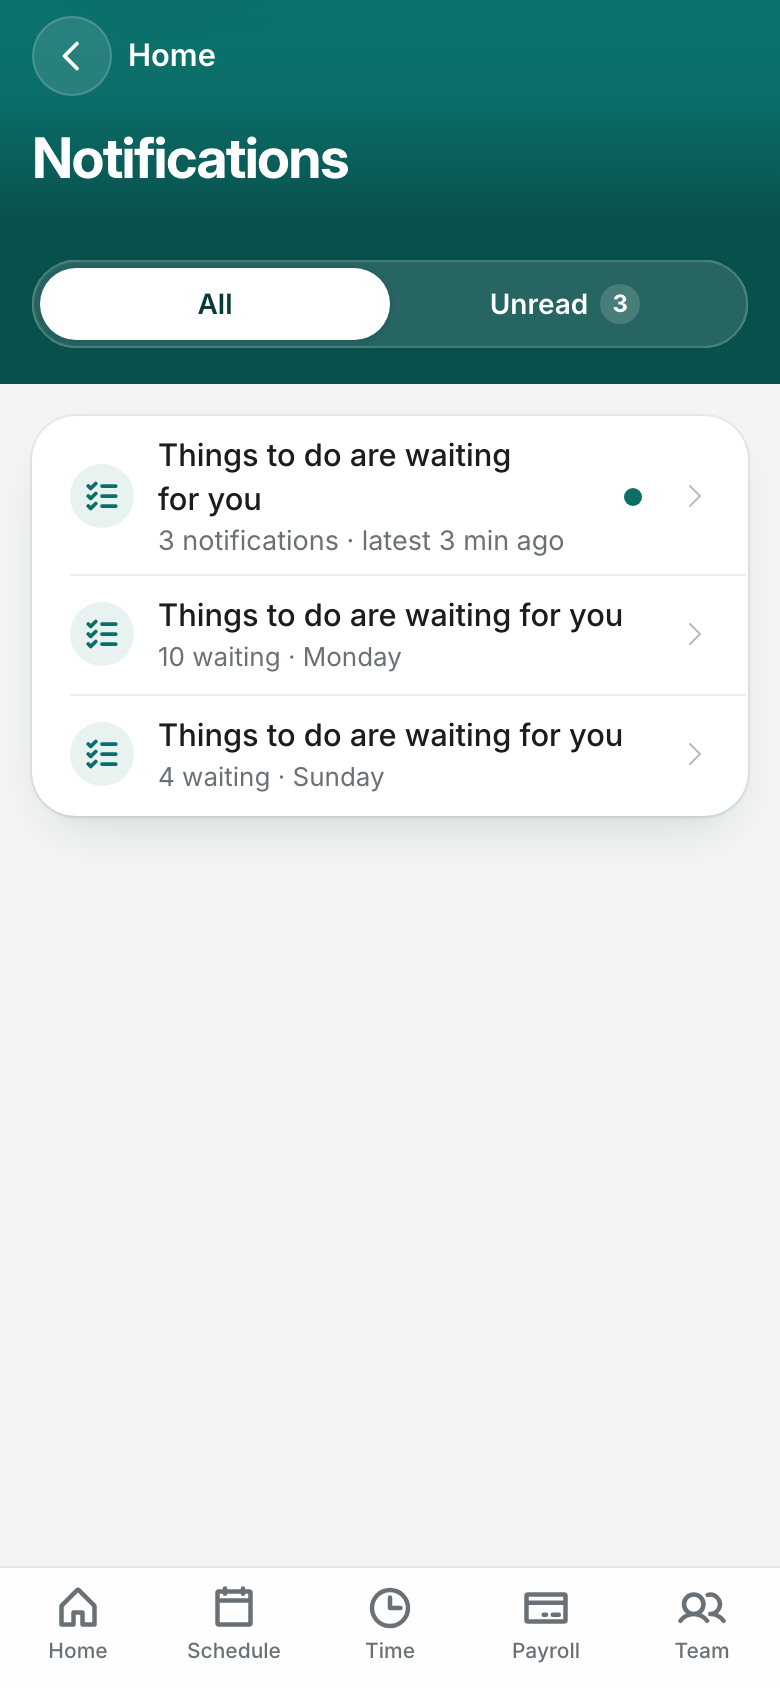 Home
Notifications
All
Unread 3
Things to do are waiting
for you
3 notifications · latest 3 min ago
Things to do are waiting for you
10 waiting · Monday
Things to do are waiting for you
4 waiting · Sunday
Home Schedule Time Payroll Team